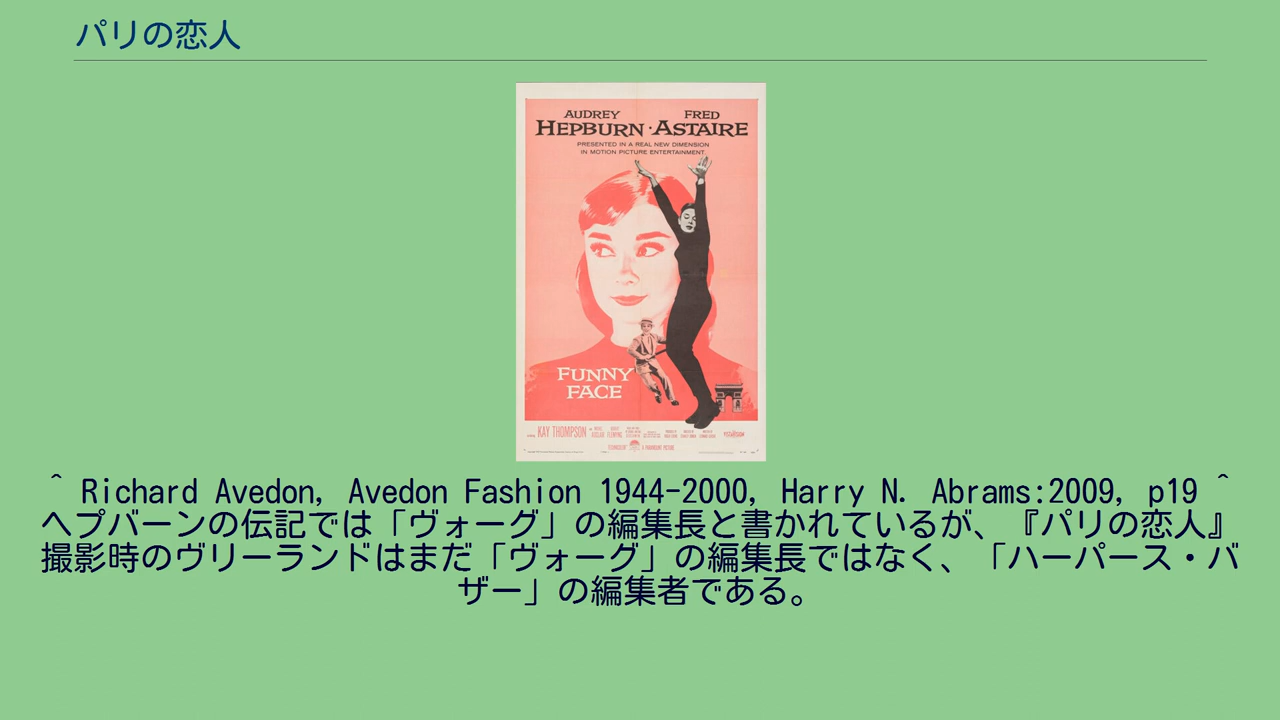 パリの恋人
AUDREY FRED
HEPBURN · ASTAIRE
PRESENTED IN A REAL NEW DIMENSION
IN MOTION PICTURE ENTERTAINMENT
FUNNY
FACE
KAY THOMPSON
A PARAMOUNT PICTURE
^ Richard Avedon, Avedon Fashion 1944-2000, Harry N. Abrams:2009, p19 ^
ヘプバーンの伝記では「ヴォーグ」の編集長と書かれているが、『パリの恋人』
撮影時のヴリーランドはまだ「ヴォーグ」の編集長ではなく、「ハーパース・バ
ザー」の編集者である。